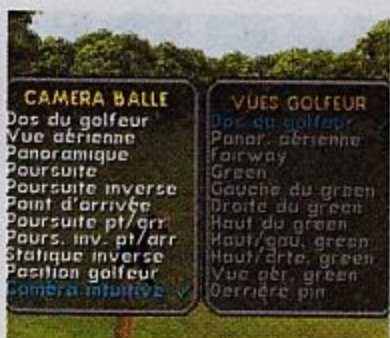 CAMERA BALLE
Dos du golfeur
Vue aérienne
Panoramique
Poursuite
Poursuite inverse
Point d'arrivée
Poursuite pt/arr
Pours. inv. pt/arr
Statique inverse
Position golfeur
Caméra intuitive ✓
VUES GOLFEUR
Dos du golfeur
Panor. aérienne
Fairway
Green
Gauche du green
Droite du green
Haut du green
Haut/gau. green
Haut/drte. green
Vue aér. green
Derrière pin